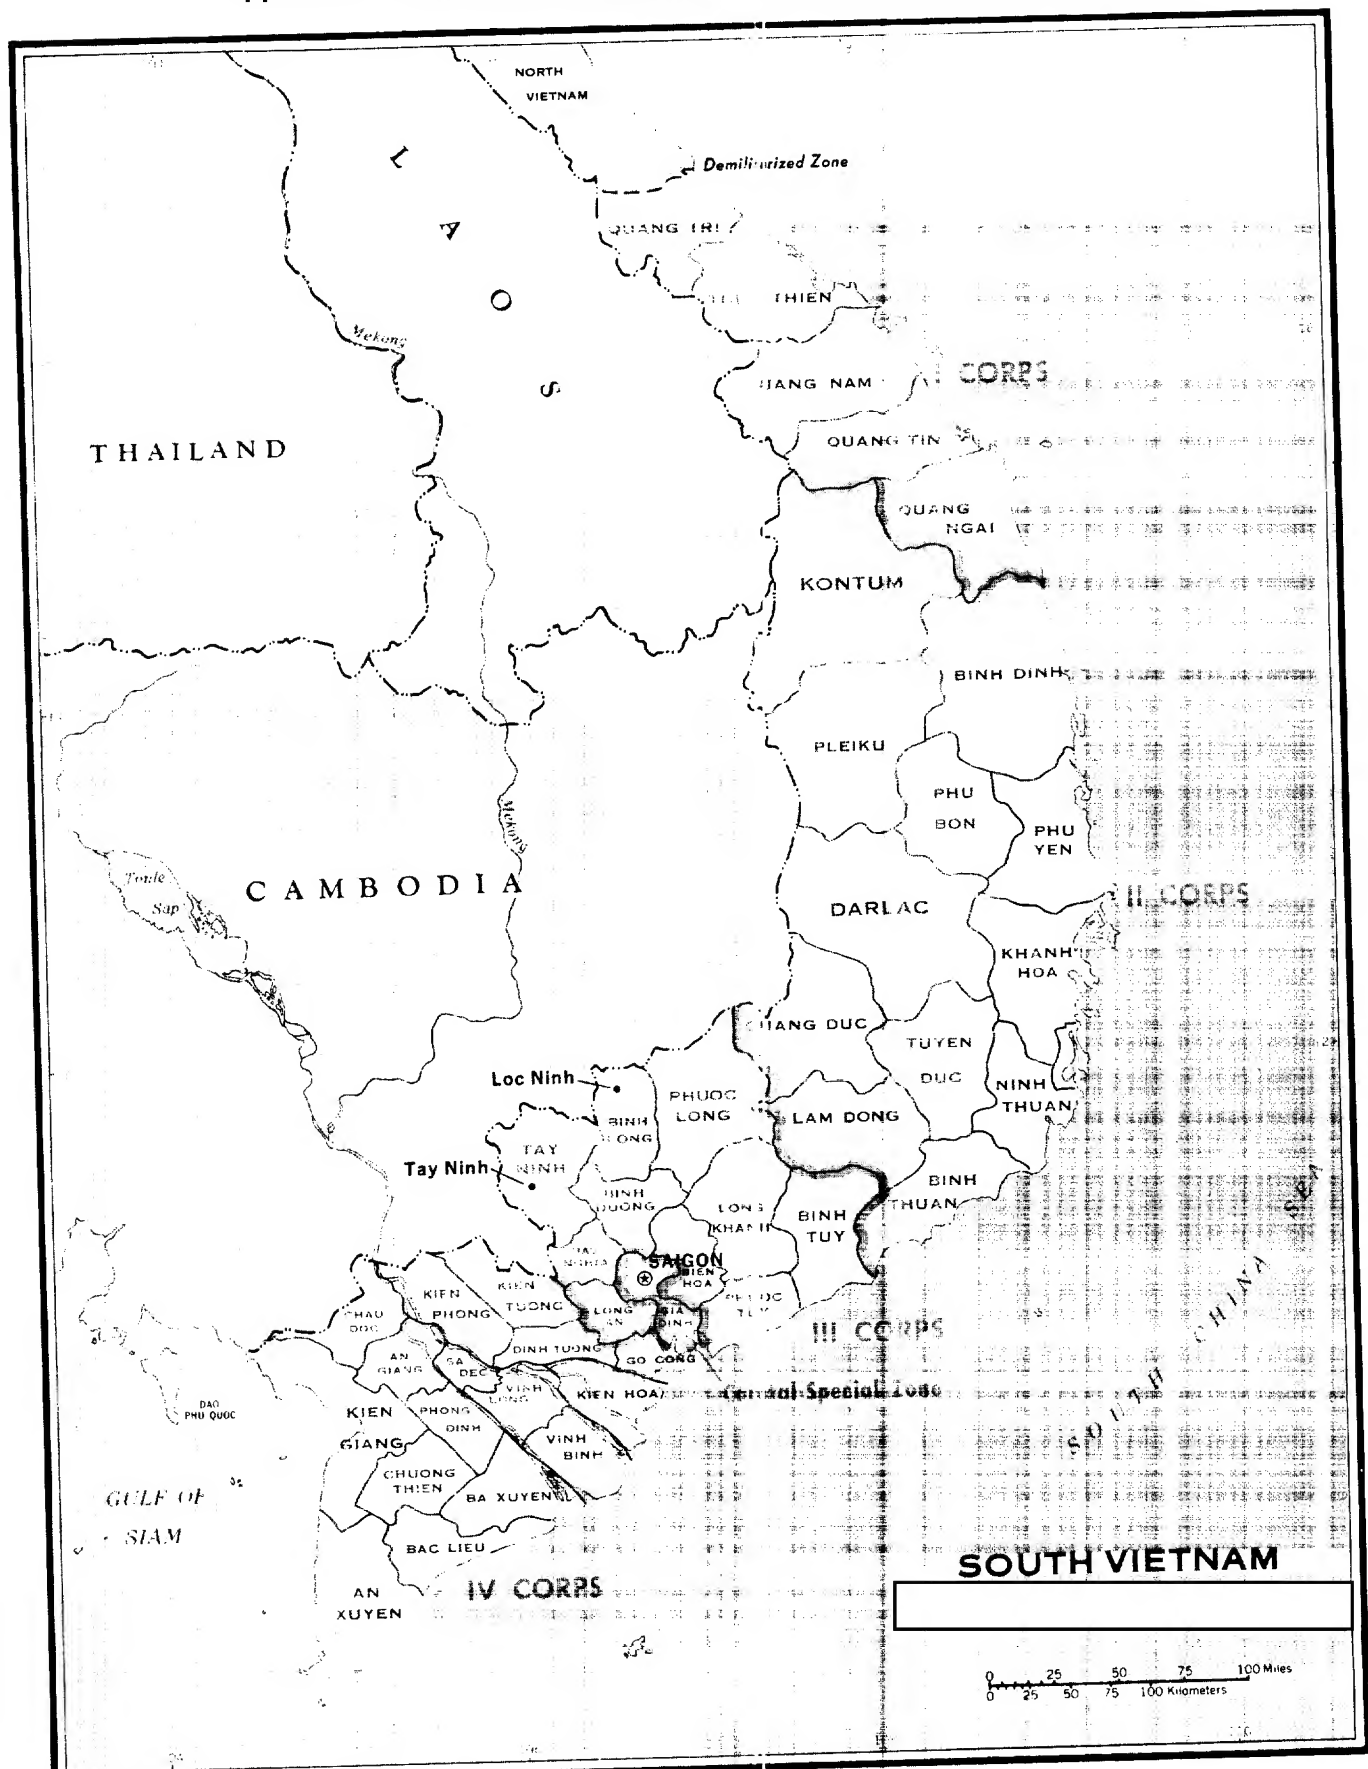 NORTH
VIETNAM
L A O S
Zone
QUANG TRI
THIEN
Mekong
NAM
CORPS
THAILAND
QUANG TIN
QUANG
NGAI
KONTUM
BINH DINH
PLEIKU
PHU
BON
PHU
YEN
Mekong
Tonle
Sap
CAMBODIA
DARLAC
II CORPS
KHANH
HOA
DUC
TUYEN
DUC
NINH
THUAN
Loc Ninh
PHUOC
LONG
LAM DONG
BINH
LONG
TAY
NINH
Tay Ninh
BINH
DUONG
LONG
KHANH
BINH
TUY
BINH
THUAN
SAIGON
BIEN
HOA
KIEN
PHONG
KIEN
TUONG
LONG
AN
GIA
DINH
TUY
CHAU
DOC
III CORPS
DINH TUONG
GO CONG
AN
GIANG
SA
DEC
VINH
LONG
KIEN HOA
Special Zone
DAO
PHU QUOC
KIEN
GIANG
PHONG
DINH
VINH
BINH
CHUONG
THIEN
BA XUYEN
SOUTH CHINA SEA
GULF OF
SIAM
BAC LIEU
IV CORPS
AN
XUYEN
SOUTH VIETNAM
0 25 50 75 100 Miles
0 25 50 75 100 Kilometers